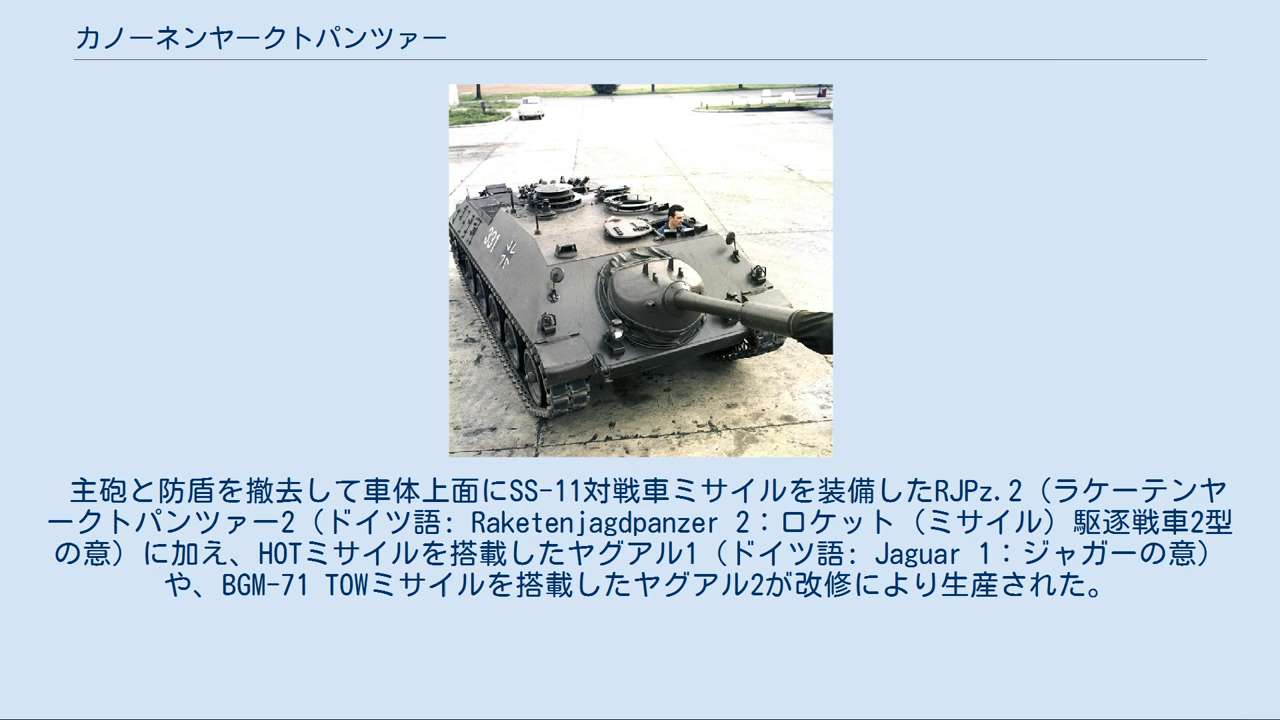 カノーネンヤークトパンツァー
331
主砲と防盾を撤去して車体上面にSS-11対戦車ミサイルを装備したRJPz.2（ラケーテンヤ
ークトパンツァー2（ドイツ語: Raketenjagdpanzer 2：ロケット（ミサイル）駆逐戦車2型
の意）に加え、HOTミサイルを搭載したヤグアル1（ドイツ語: Jaguar 1：ジャガーの意）
や、BGM-71 TOWミサイルを搭載したヤグアル2が改修により生産された。